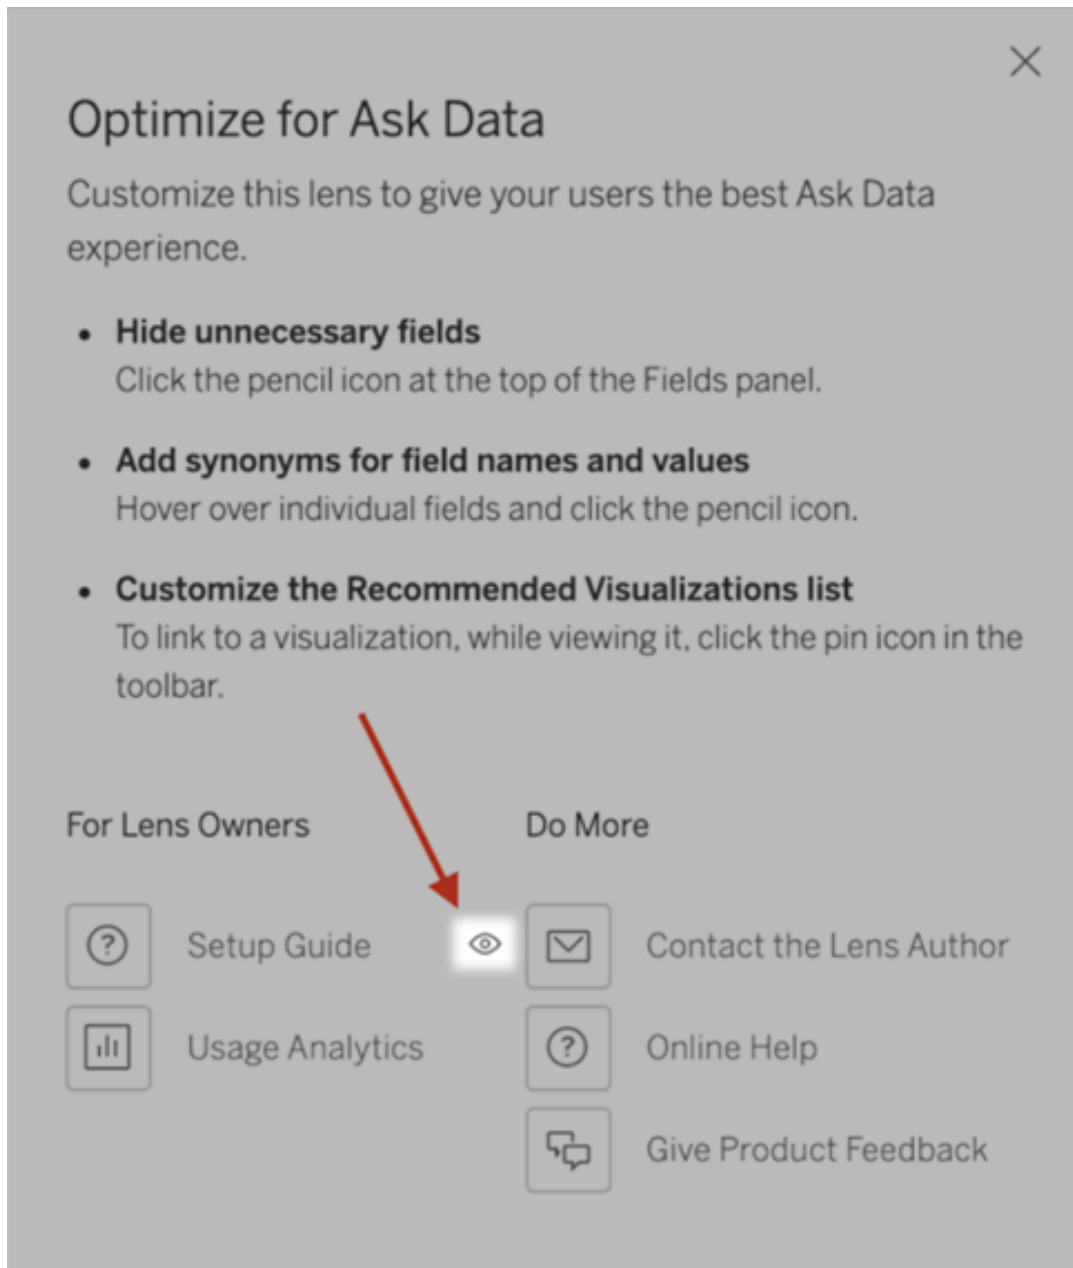 Optimize for Ask Data
Customize this lens to give your users the best Ask Data
experience.
• Hide unnecessary fields
Click the pencil icon at the top of the Fields panel.
• Add synonyms for field names and values
Hover over individual fields and click the pencil icon.
• Customize the Recommended Visualizations list
To link to a visualization, while viewing it, click the pin icon in the
toolbar.
For Lens Owners
Setup Guide
Usage Analytics
Do More
Contact the Lens Author
Online Help
Give Product Feedback